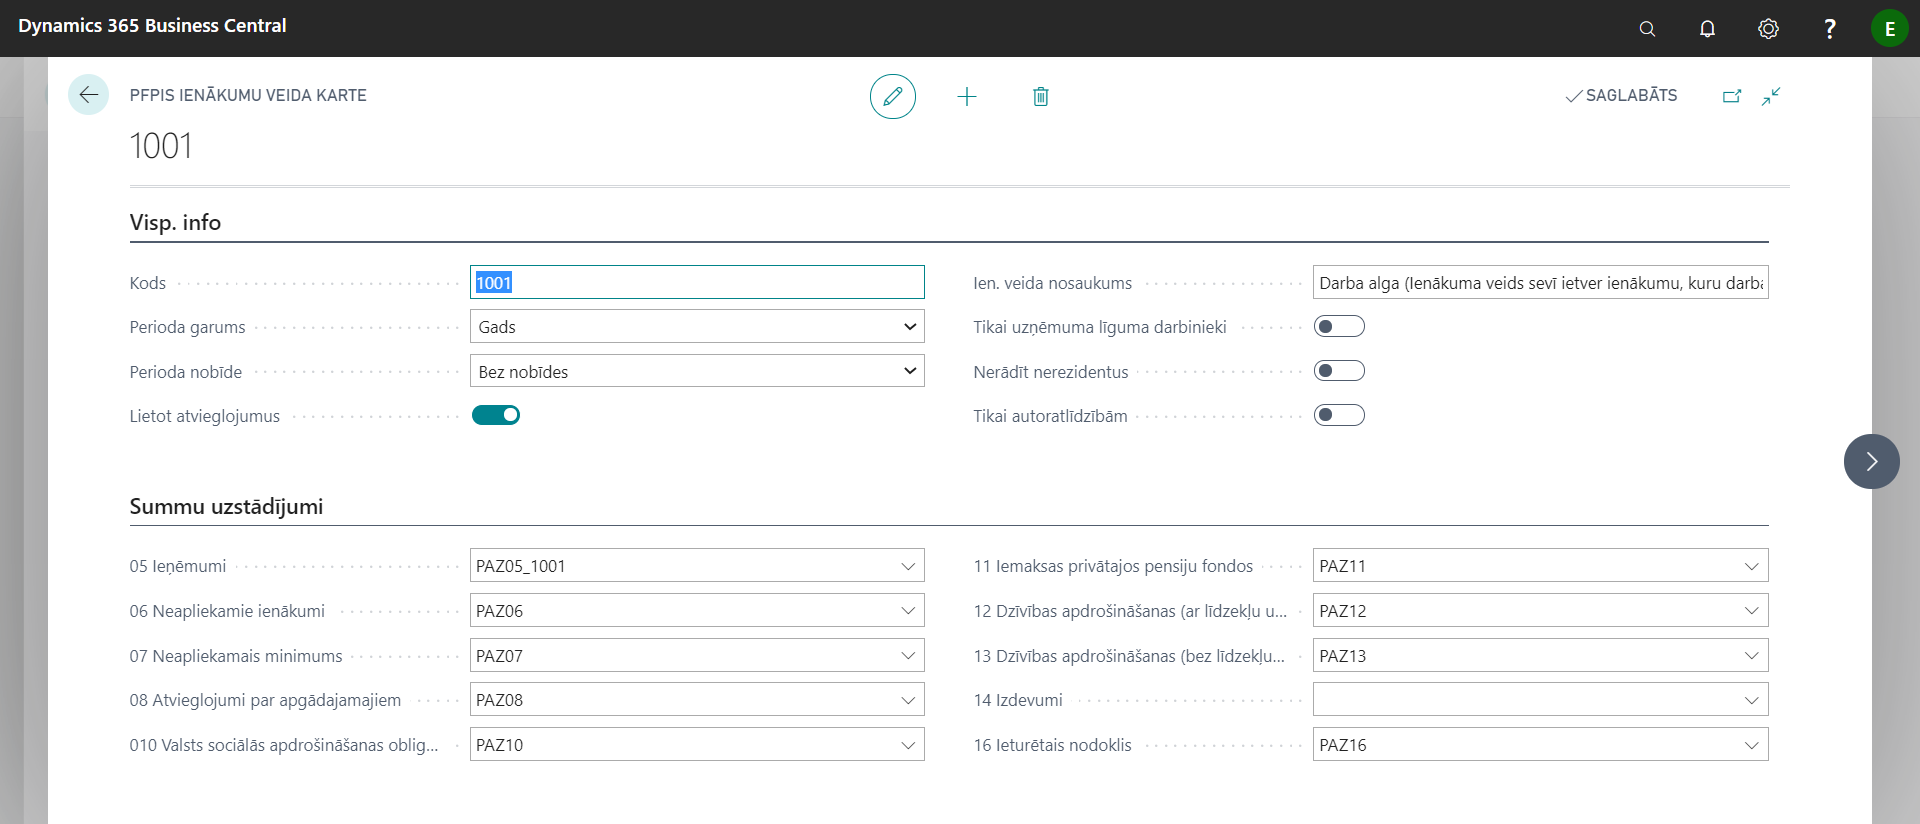 Dynamics 365 Business Central
E
PFPIS IENĀKUMU VEIDA KARTE
SAGLABĀTS
1001
Visp. info
Kods
1001
Ien. veida nosaukums
Darba alga (Ienākuma veids sevī ietver ienākumu, kuru darba
Perioda garums
Gads
Tikai uzņēmuma līguma darbinieki
Perioda nobīde
Bez nobīdes
Nerādīt nerezidentus
Lietot atvieglojumus
Tikai autoratlīdzībām
Summu uzstādījumi
05 Ieņēmumi
PAZ05_1001
11 Iemaksas privātajos pensiju fondos
PAZ11
06 Neapliekamie ienākumi
PAZ06
12 Dzīvības apdrošināšanas (ar līdzekļu u...
PAZ12
07 Neapliekamais minimums
PAZ07
13 Dzīvības apdrošināšanas (bez līdzekļu...
PAZ13
08 Atvieglojumi par apgādajamajiem
PAZ08
14 Izdevumi
010 Valsts sociālās apdrošināšanas oblig...
PAZ10
16 Ieturētais nodoklis
PAZ16